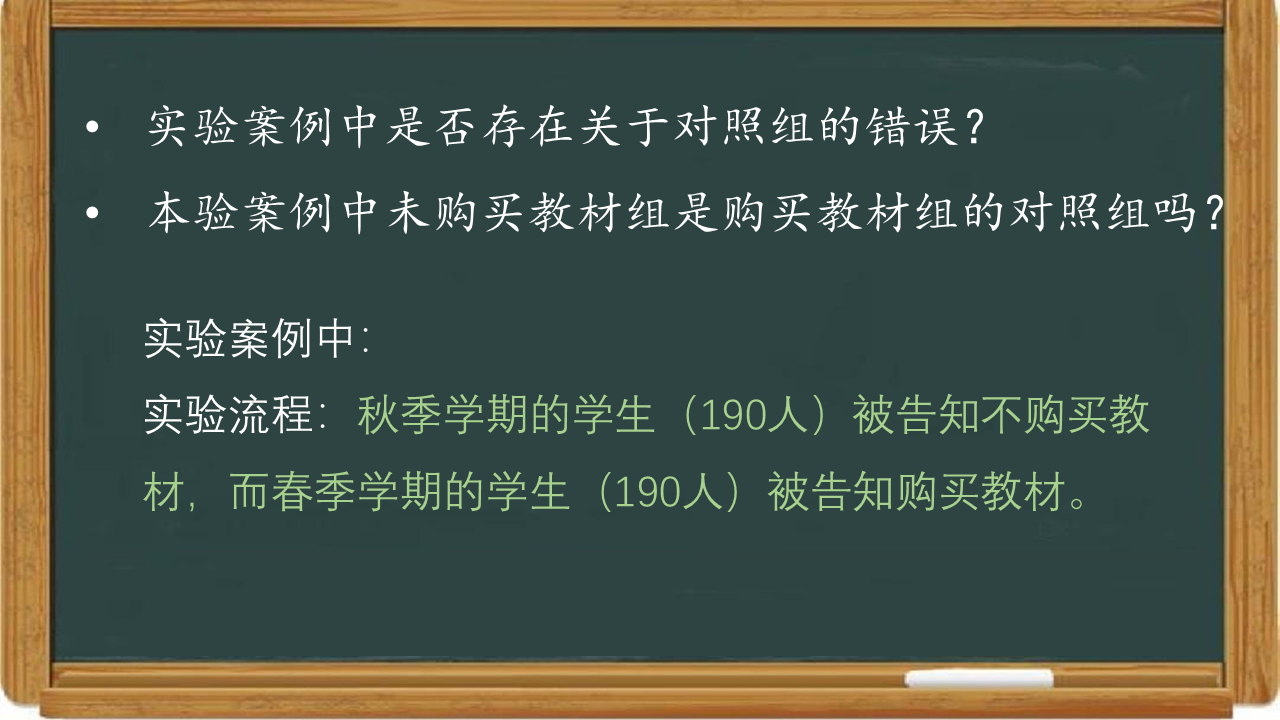 • 实验案例中是否存在关于对照组的错误？
• 本验案例中未购买教材组是购买教材组的对照组吗？
实验案例中：
实验流程：秋季学期的学生（190人）被告知不购买教
材，而春季学期的学生（190人）被告知购买教材。